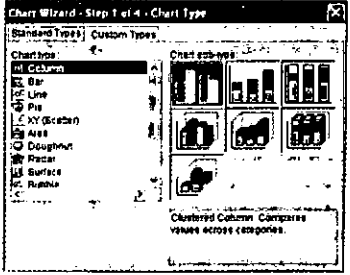 Chart Wizard - Step 1 of 4 - Chart Type
Standard Types
Custom Types
Chart type:
Chart sub-type:
Column
Bar
Line
Pie
XY (Scatter)
Area
Doughnut
Radar
Surface
Bubble
Clustered Column. Compares
values across categories.